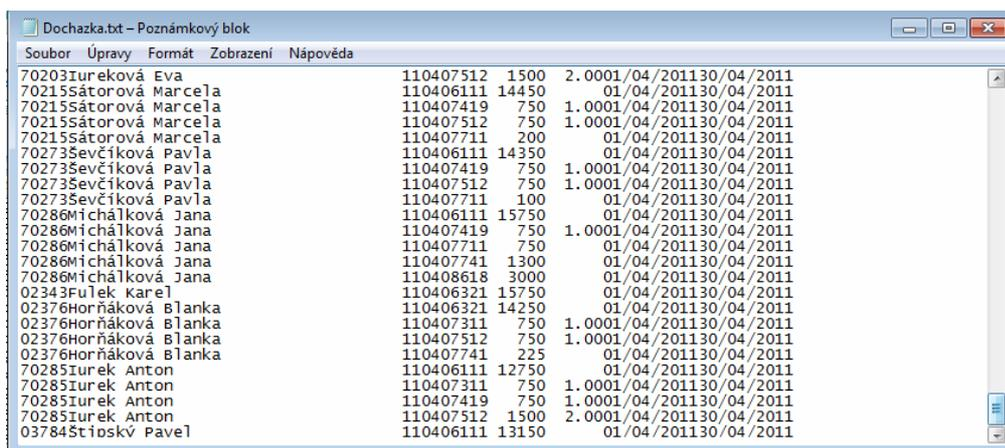 Dochazka.txt – Poznámkový blok
Soubor Úpravy Formát Zobrazení Nápověda
70203Iureková Eva 110407512 1500 2.0001/04/201130/04/2011
70215Sátorová Marcela 110406111 14450 01/04/201130/04/2011
70215Sátorová Marcela 110407419 750 1.0001/04/201130/04/2011
70215Sátorová Marcela 110407512 750 1.0001/04/201130/04/2011
70215Sátorová Marcela 110407711 200 01/04/201130/04/2011
70273Ševčíková Pavla 110406111 14350 01/04/201130/04/2011
70273Ševčíková Pavla 110407419 750 1.0001/04/201130/04/2011
70273Ševčíková Pavla 110407512 750 1.0001/04/201130/04/2011
70273Ševčíková Pavla 110407711 100 01/04/201130/04/2011
70286Michálková Jana 110406111 15750 01/04/201130/04/2011
70286Michálková Jana 110407419 750 1.0001/04/201130/04/2011
70286Michálková Jana 110407711 750 01/04/201130/04/2011
70286Michálková Jana 110407741 1300 01/04/201130/04/2011
70286Michálková Jana 110408618 3000 01/04/201130/04/2011
02343Fulek Karel 110406321 15750 01/04/201130/04/2011
02376Horňáková Blanka 110406321 14250 01/04/201130/04/2011
02376Horňáková Blanka 110407311 750 1.0001/04/201130/04/2011
02376Horňáková Blanka 110407512 750 1.0001/04/201130/04/2011
02376Horňáková Blanka 110407741 225 01/04/201130/04/2011
70285Iurek Anton 110406111 12750 01/04/201130/04/2011
70285Iurek Anton 110407311 750 1.0001/04/201130/04/2011
70285Iurek Anton 110407419 750 1.0001/04/201130/04/2011
70285Iurek Anton 110407512 1500 2.0001/04/201130/04/2011
03784Štipský Pavel 110406111 13150 01/04/201130/04/2011